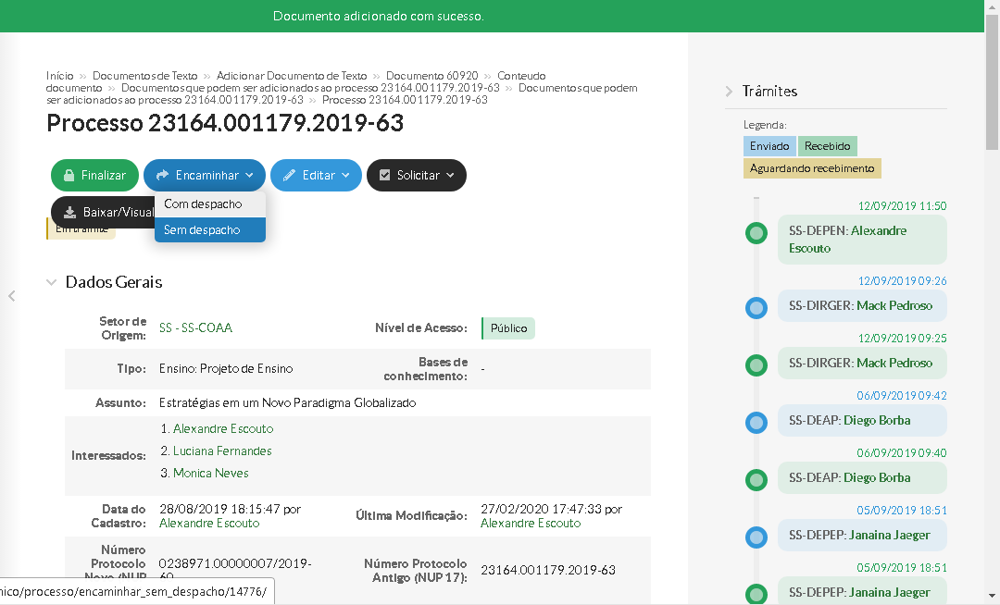 Documento adicionado com sucesso.
Início » Documentos de Texto » Adicionar Documento de Texto » Documento 60920 » Conteudo
documento » Documentos que podem ser adicionados ao processo 23164.001179.2019-63 » Documentos que podem
ser adicionados ao processo 23164.001179.2019-63 » Processo 23164.001179.2019-63
Processo 23164.001179.2019-63
Finalizar Encaminhar Editar Solicitar
Com despacho
Baixar/Visual
Em trâmite
Sem despacho
Dados Gerais
Setor de Origem: SS - SS-COAA Nível de Acesso: Público
Tipo: Ensino: Projeto de Ensino Bases de conhecimento: -
Assunto: Estratégias em um Novo Paradigma Globalizado
Interessados:
1. Alexandre Escouto
2. Luciana Fernandes
3. Monica Neves
Data do Cadastro: 28/08/2019 18:15:47 por Alexandre Escouto Última Modificação: 27/02/2020 17:47:33 por Alexandre Escouto
Número Protocolo Novo (NUP 0238971.00000007/2019- Número Protocolo Antigo (NUP 17): 23164.001179.2019-63
nico/processo/encaminhar_sem_despacho/14776/
Trâmites
Legenda:
Enviado Recebido
Aguardando recebimento
12/09/2019 11:50
SS-DEPEN: Alexandre
Escouto
12/09/2019 09:26
SS-DIRGER: Mack Pedroso
12/09/2019 09:25
SS-DIRGER: Mack Pedroso
06/09/2019 09:42
SS-DEAP: Diego Borba
06/09/2019 09:40
SS-DEAP: Diego Borba
05/09/2019 18:51
SS-DEPEP: Janaina Jaeger
05/09/2019 18:51
SS-DEPEP: Janaina Jaeger